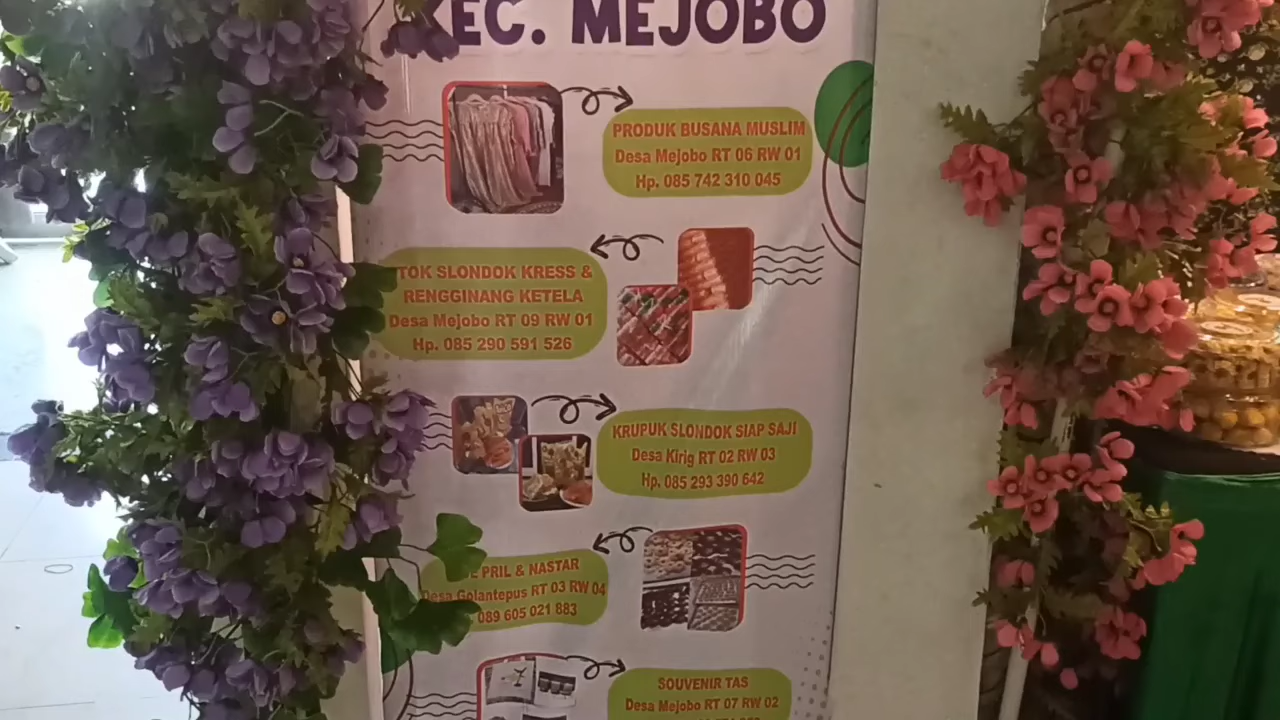 KEC. MEJOBO
PRODUK BUSANA MUSLIM
Desa Mejobo RT 06 RW 01
Hp. 085 742 310 045
TOK SLONDOK KRESS &
RENGGINANG KETELA
Desa Mejobo RT 09 RW 01
Hp. 085 290 591 526
KRUPUK SLONDOK SIAP SAJI
Desa Kirig RT 02 RW 03
Hp. 085 293 390 642
PRIL & NASTAR
Desa Golantepus RT 03 RW 04
089 605 021 883
SOUVENIR TAS
Desa Mejobo RT 07 RW 02